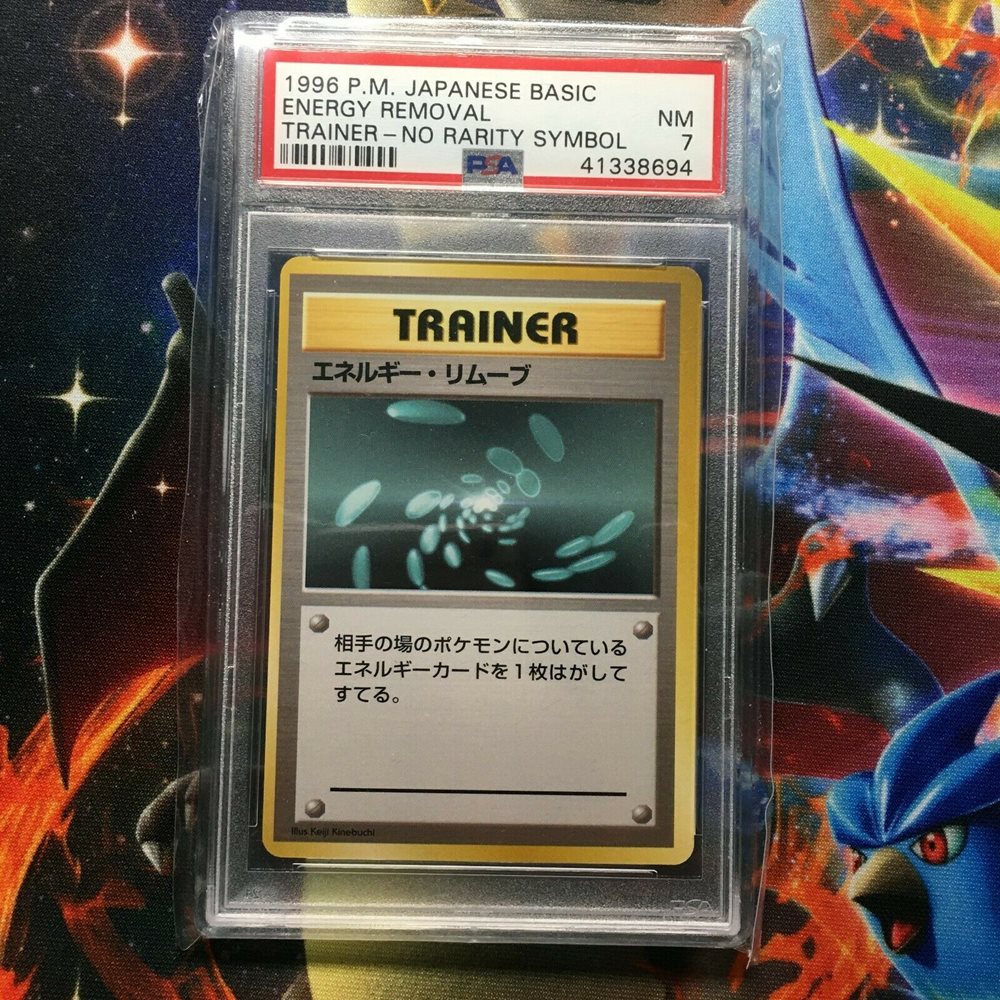 1996 P.M. JAPANESE BASIC
ENERGY REMOVAL NM
TRAINER - NO RARITY SYMBOL 7
PSA 41338694
TRAINER
エネルギー・リムーブ
相手の場のポケモンについている
エネルギーカードを1枚はがして
すてる。
Illus Keiji Kinebuchi
PSA